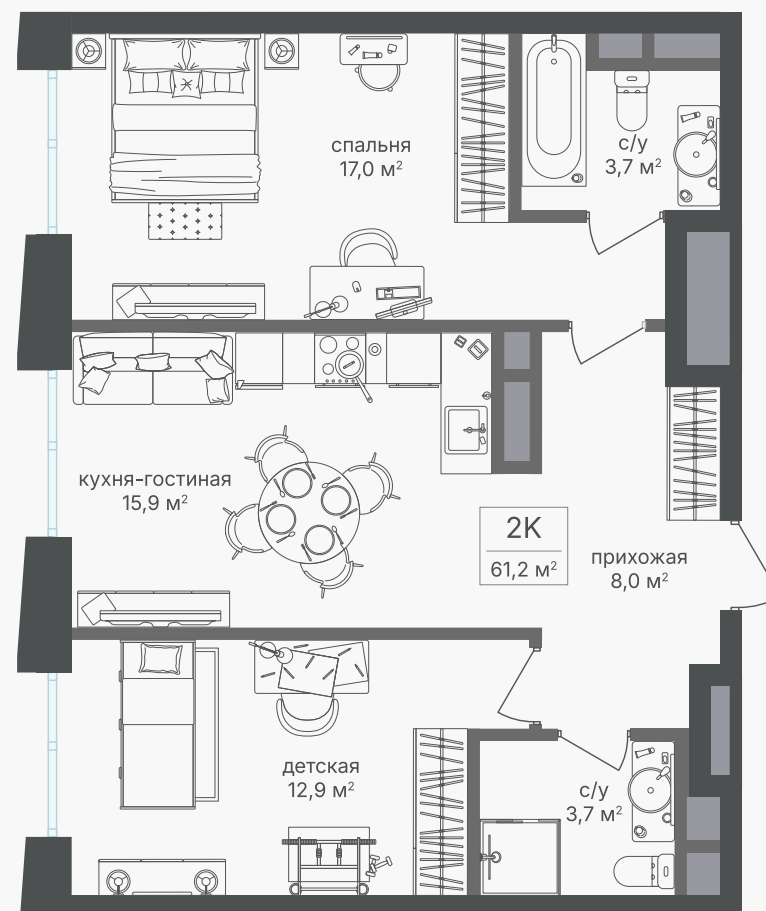 спальня
17,0 м²
с/у
3,7 м²
кухня-гостиная
15,9 м²
2К
61,2 м²
прихожая
8,0 м²
детская
12,9 м²
с/у
3,7 м²